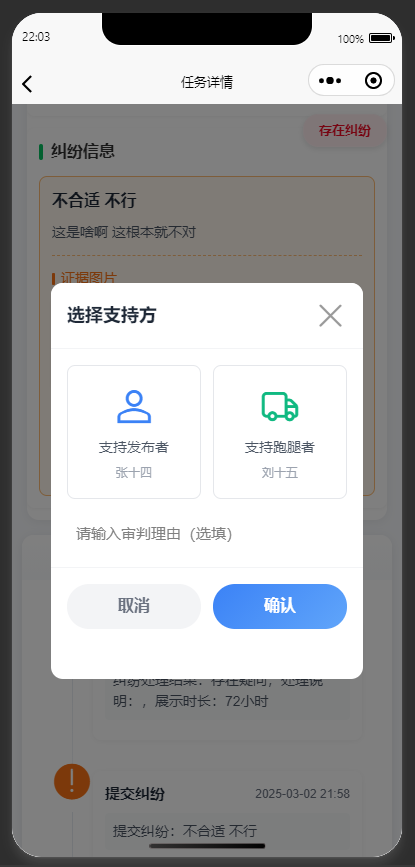 22:03
100%
任务详情
存在纠纷
纠纷信息
不合适 不行
这是啥啊 这根本就不对
证据图片
选择支持方
支持发布者
张十四
支持跑腿者
刘十五
请输入审判理由（选填）
取消
确认
纠纷处理结果：存在疑问，处理说
明：，展示时长：72小时
提交纠纷
2025-03-02 21:58
提交纠纷：不合适 不行